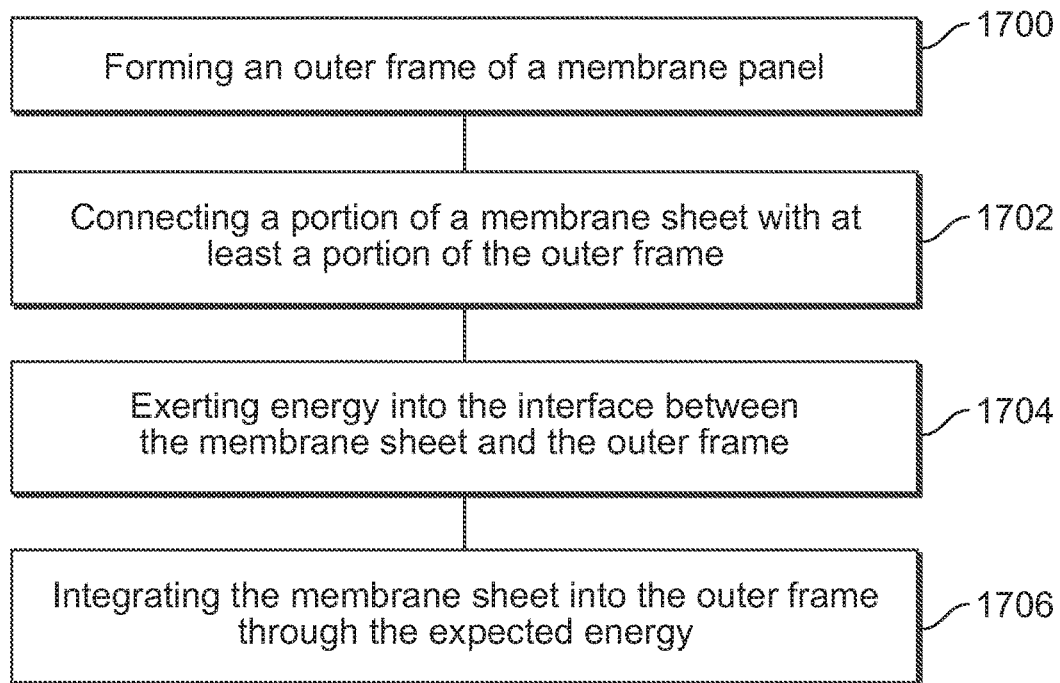 1700
Forming an outer frame of a membrane panel
Connecting a portion of a membrane sheet with at
least a portion of the outer frame
1702
Exerting energy into the interface between
the membrane sheet and the outer frame
1704
Integrating the membrane sheet into the outer frame
through the expected energy
1706